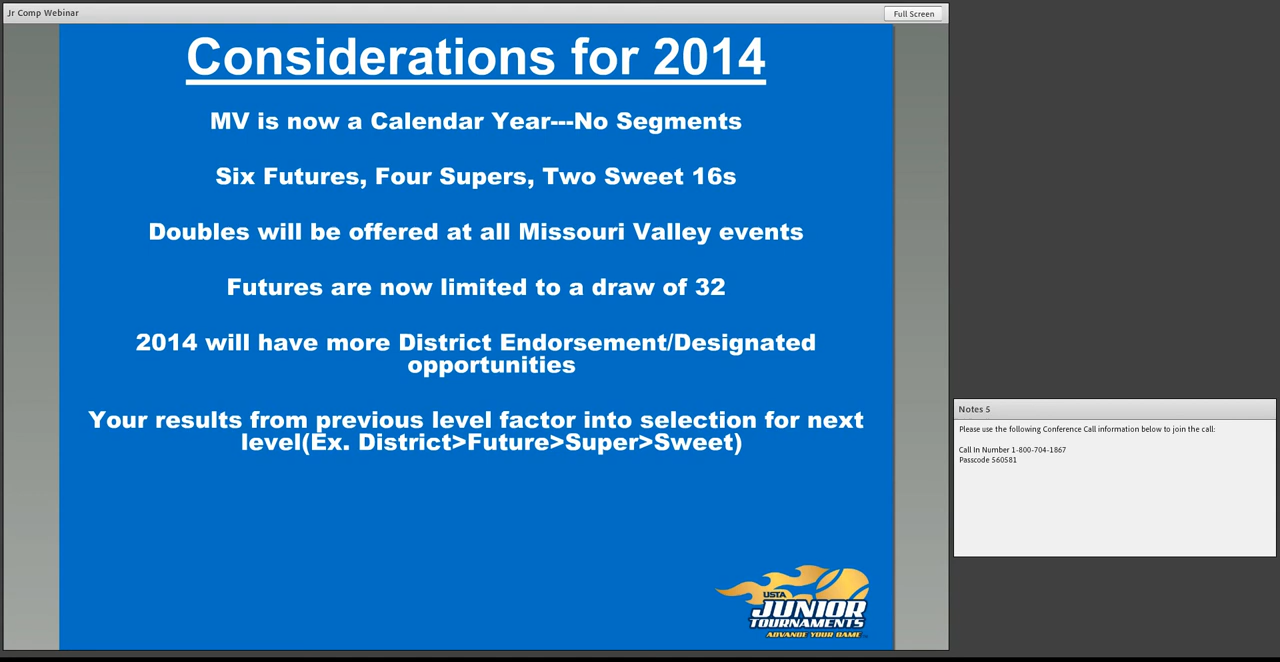 Jr Comp Webinar
Full Screen
Considerations for 2014
MV is now a Calendar Year---No Segments
Six Futures, Four Supers, Two Sweet 16s
Doubles will be offered at all Missouri Valley events
Futures are now limited to a draw of 32
2014 will have more District Endorsement/Designated
opportunities
Your results from previous level factor into selection for next
level(Ex. District>Future>Super>Sweet)
USTA
JUNIOR
TOURNAMENTS
ADVANCE YOUR GAME
Notes 5
Please use the following Conference Call information below to join the call:
Call In Number 1-800-704-1867
Passcode 560581